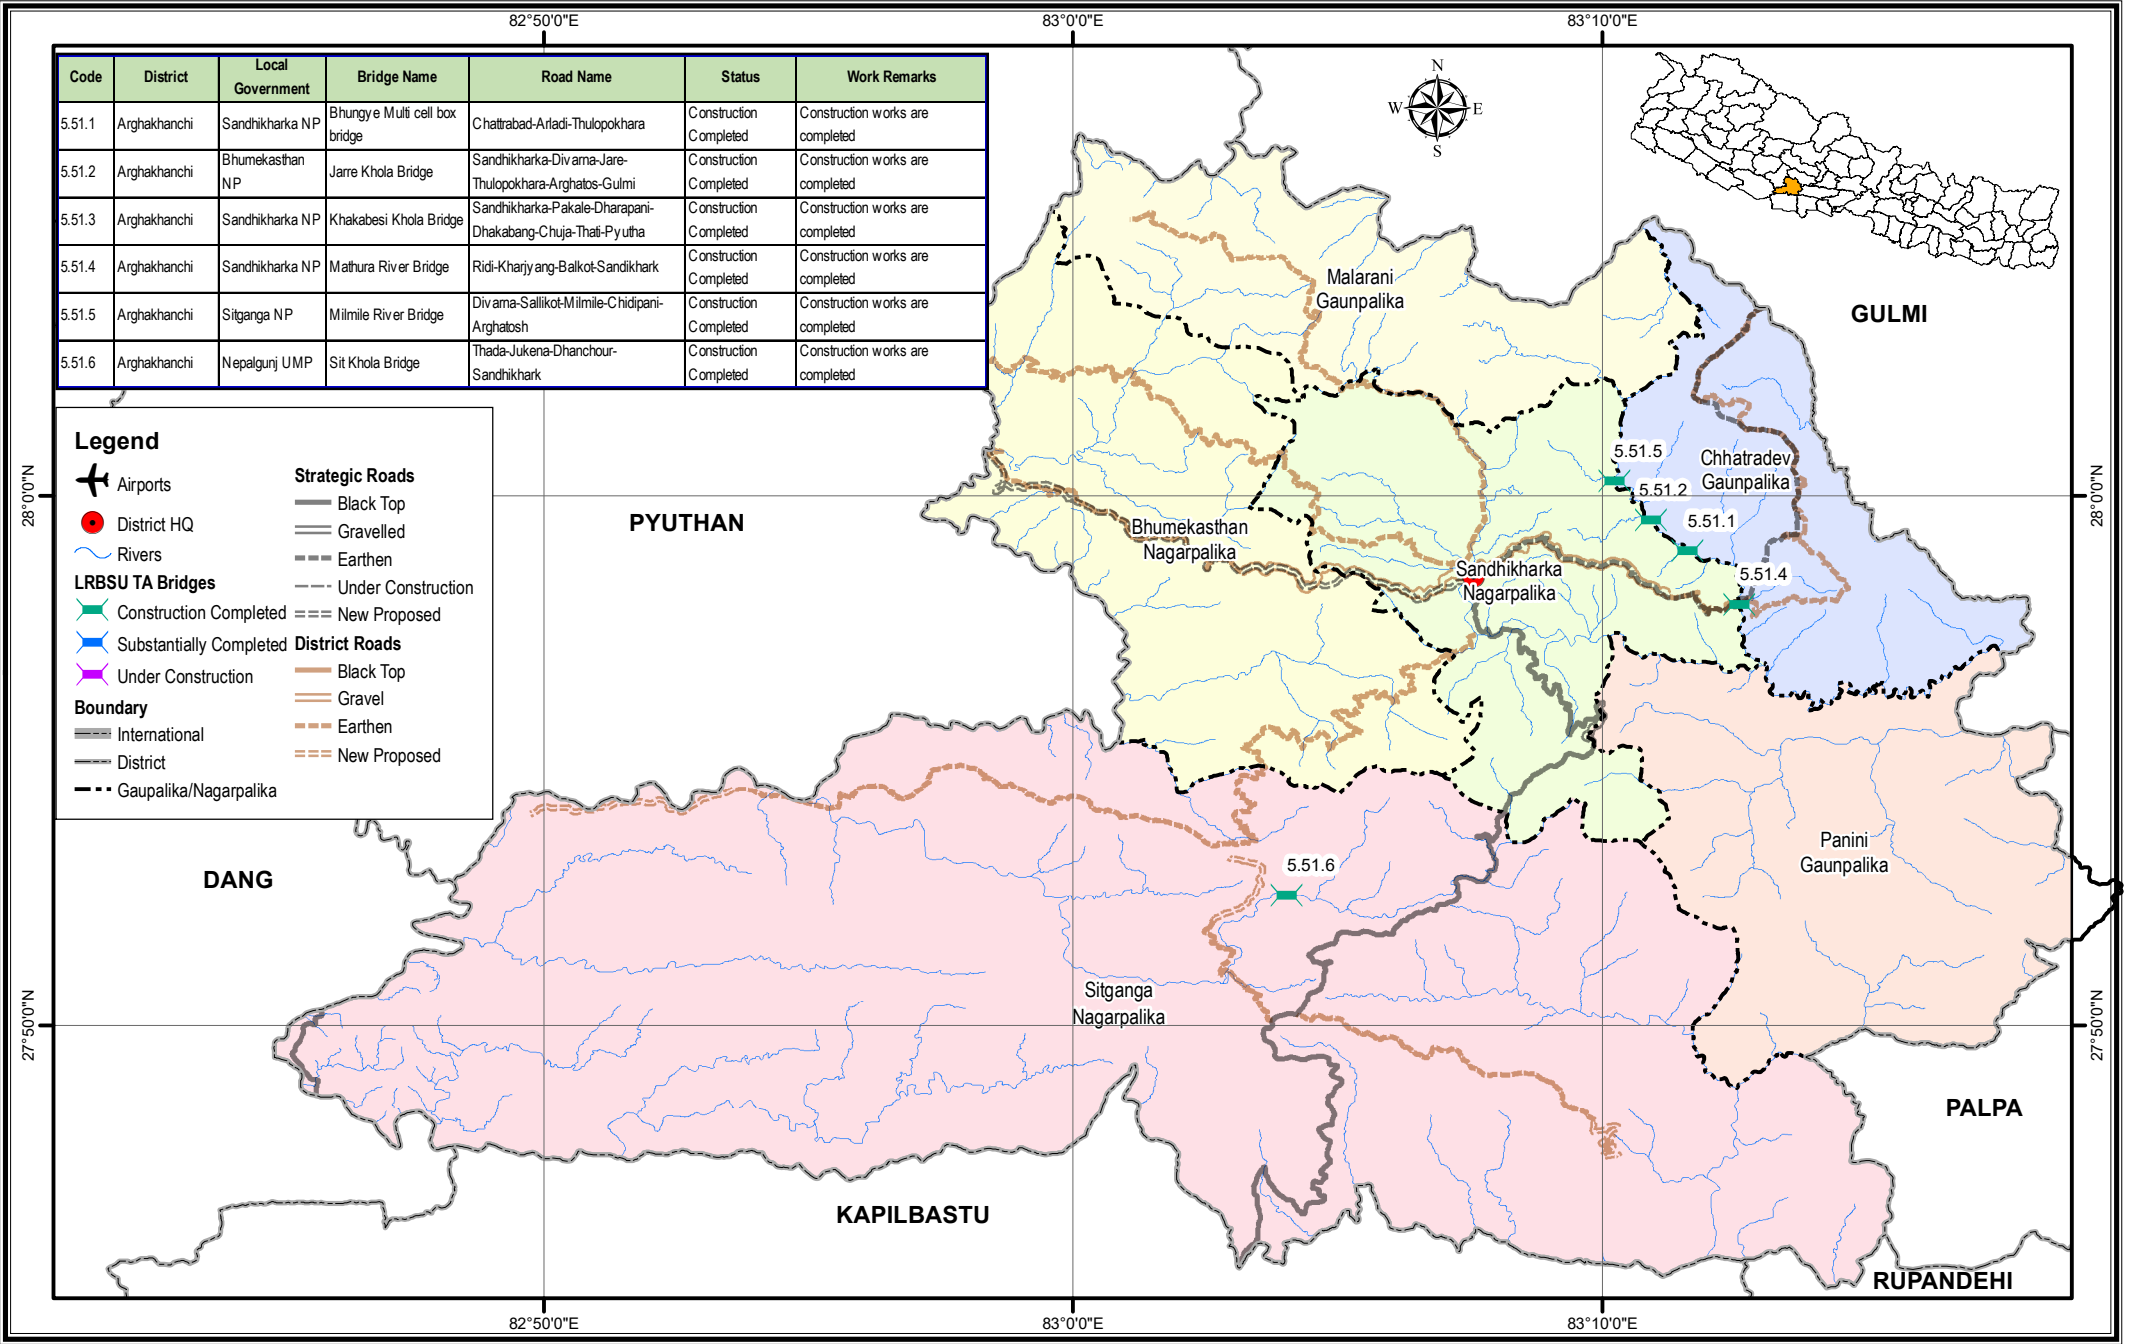 82°50'0"E
83°0'0"E
83°10'0"E
Code District Local Government Bridge Name Road Name Status Work Remarks
5.51.1 Arghakhanchi Sandhikharka NP Bhungye Multi cell box bridge Chattrabad-Arladi-Thulopokhara Construction Completed Construction works are completed
5.51.2 Arghakhanchi Bhumekasthan NP Jarre Khola Bridge Sandhikharka-Divarna-Jare-Thulopokhara-Arghatos-Gulmi Construction Completed Construction works are completed
5.51.3 Arghakhanchi Sandhikharka NP Khakabesi Khola Bridge Sandhikharka-Pakale-Dharapani-Dhakabang-Chuja-Thati-Pyutha Construction Completed Construction works are completed
5.51.4 Arghakhanchi Sandhikharka NP Mathura River Bridge Ridi-Kharjyang-Balkot-Sandikhark Construction Completed Construction works are completed
5.51.5 Arghakhanchi Sitganga NP Milmile River Bridge Divarna-Sallikot-Milmile-Chidipani-Arghatosh Construction Completed Construction works are completed
5.51.6 Arghakhanchi Nepalgunj UMP Sit Khola Bridge Thada-Jukena-Dhanchour-Sandhikhark Construction Completed Construction works are completed
N
W
E
S
Legend
Airports
District HQ
Rivers
LRBSU TA Bridges
Construction Completed
Substantially Completed
Under Construction
Boundary
International
District
Gaupalika/Nagarpalika
Strategic Roads
Black Top
Gravelled
Earthen
Under Construction
New Proposed
District Roads
Black Top
Gravel
Earthen
New Proposed
Malarani
Gaunpalika
GULMI
5.51.5
Chhatradev
Gaunpalika
5.51.2
5.51.1
PYUTHAN
Bhumekasthan
Nagarpalika
Sandhikharka
Nagarpalika
5.51.4
28°0'0"N
28°0'0"N
Panini
Gaunpalika
5.51.6
DANG
Sitganga
Nagarpalika
27°50'0"N
27°50'0"N
PALPA
KAPILBASTU
RUPANDEHI
82°50'0"E
83°0'0"E
83°10'0"E